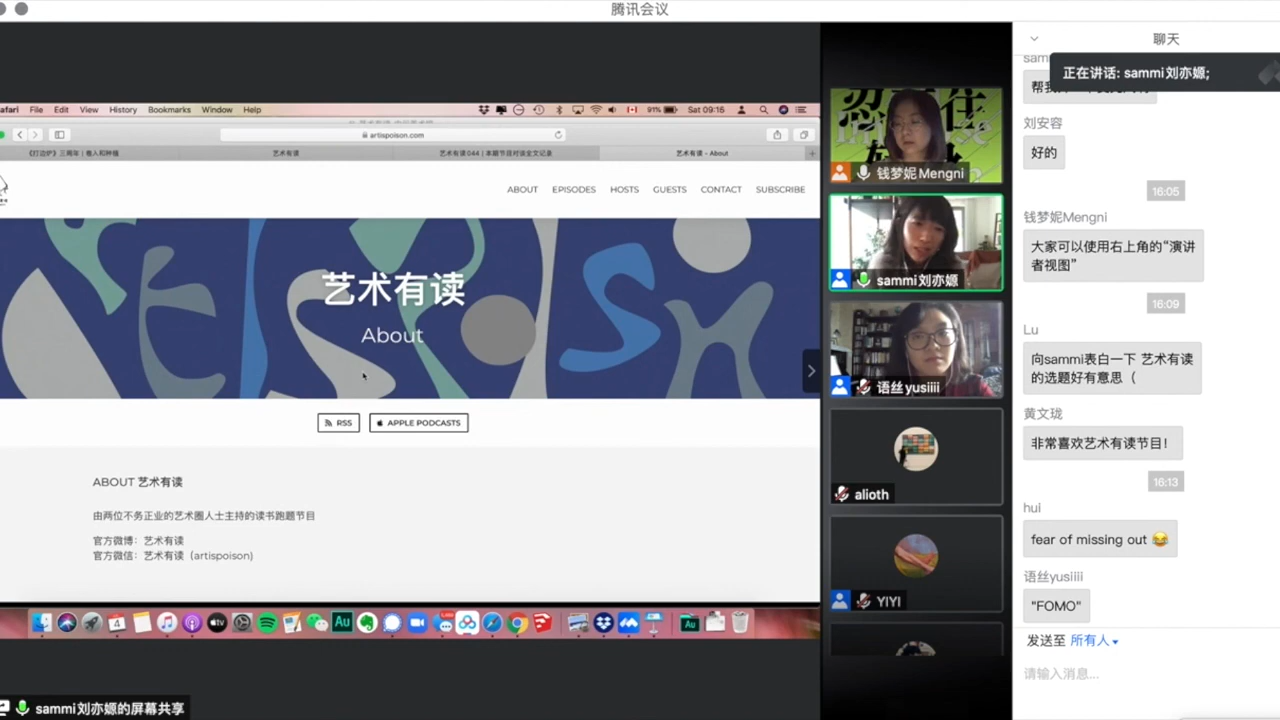 腾讯会议
afari File Edit View History Bookmarks Window Help
91%
Sat 09:16
artispoison.com
艺术有读
艺术有读044 | 本期节目对谈全文记录
艺术有读 - About
ABOUT EPISODES HOSTS GUESTS CONTACT SUBSCRIBE
艺术有读
About
RSS
APPLE PODCASTS
ABOUT 艺术有读
由两位不务正业的艺术圈人士主持的读书跑题节目
官方微博：艺术有读
官方微信：艺术有读（artispoison）
4
tv
Au
Au
sammi刘亦嫄的屏幕共享
钱梦妮Mengni
sammi刘亦嫄
语丝yusiiii
alioth
YIYI
聊天
正在讲话: sammi刘亦嫄;
刘安容
好的
16:05
钱梦妮Mengni
大家可以使用右上角的“演讲
者视图”
16:09
Lu
向sammi表白一下 艺术有读
的选题好有意思（
黄文珑
非常喜欢艺术有读节目！
16:13
hui
fear of missing out 😂
语丝yusiiii
"FOMO"
发送至 所有人
请输入消息...